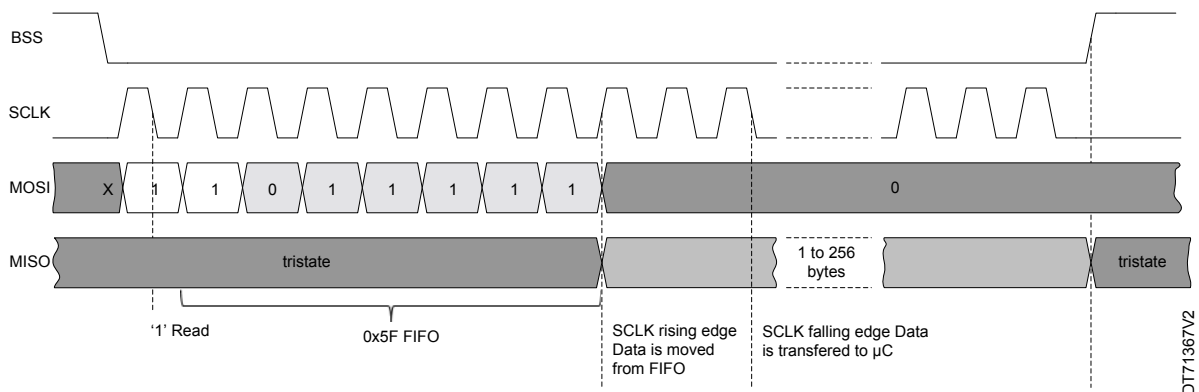 BSS
SCLK
MOSI X 1 1 0 1 1 1 1 1 0
MISO tristate 1 to 256 tristate
bytes
'1' Read 0x5F FIFO
SCLK rising edge
Data is moved
from FIFO
SCLK falling edge Data
is transfered to µC
DT71367V2